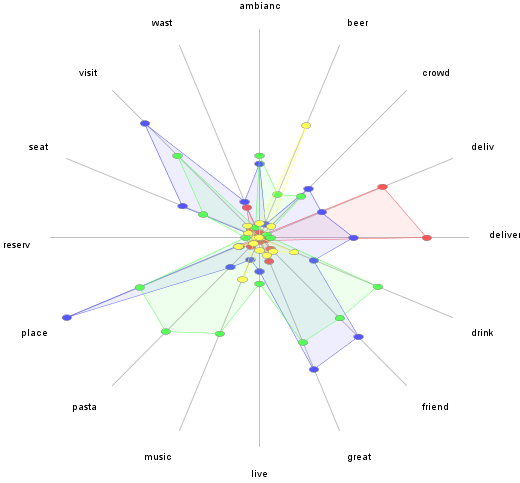 ambianc
wast
beer
visit
crowd
seat
deliv
reserv
deliver
place
drink
pasta
friend
music
great
live